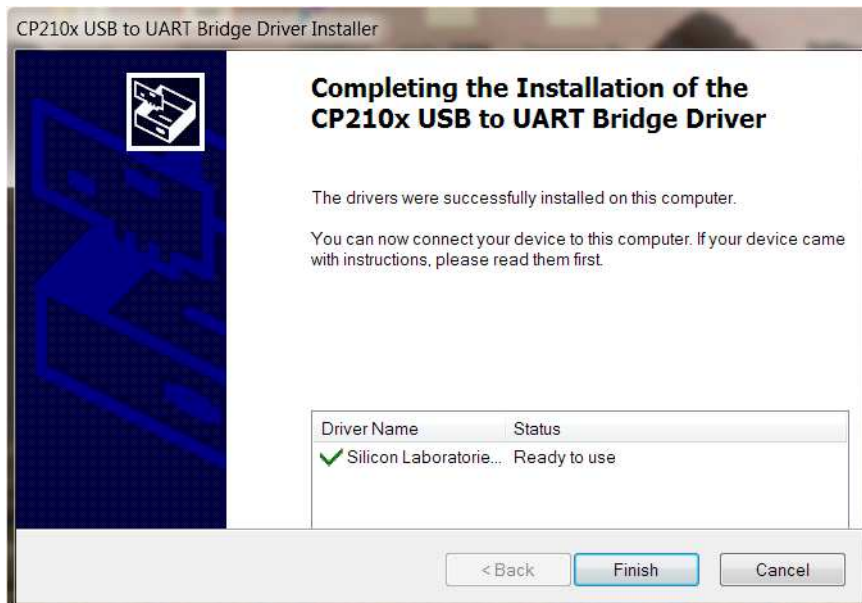 CP210x USB to UART Bridge Driver Installer
Completing the Installation of the
CP210x USB to UART Bridge Driver
The drivers were successfully installed on this computer.
You can now connect your device to this computer. If your device came
with instructions, please read them first.
Driver Name Status
Silicon Laboratorie... Ready to use
< Back Finish Cancel